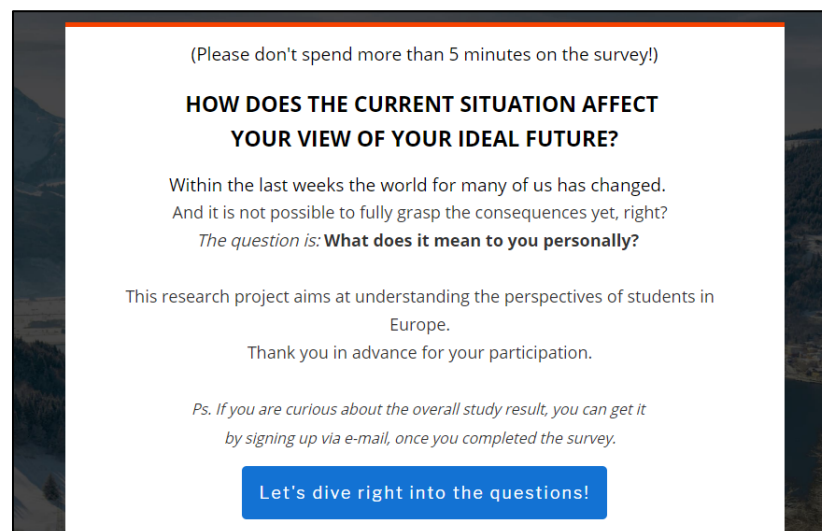 (Please don't spend more than 5 minutes on the survey!)
HOW DOES THE CURRENT SITUATION AFFECT
YOUR VIEW OF YOUR IDEAL FUTURE?
Within the last weeks the world for many of us has changed.
And it is not possible to fully grasp the consequences yet, right?
The question is: What does it mean to you personally?
This research project aims at understanding the perspectives of students in
Europe.
Thank you in advance for your participation.
Ps. If you are curious about the overall study result, you can get it
by signing up via e-mail, once you completed the survey.
Let's dive right into the questions!